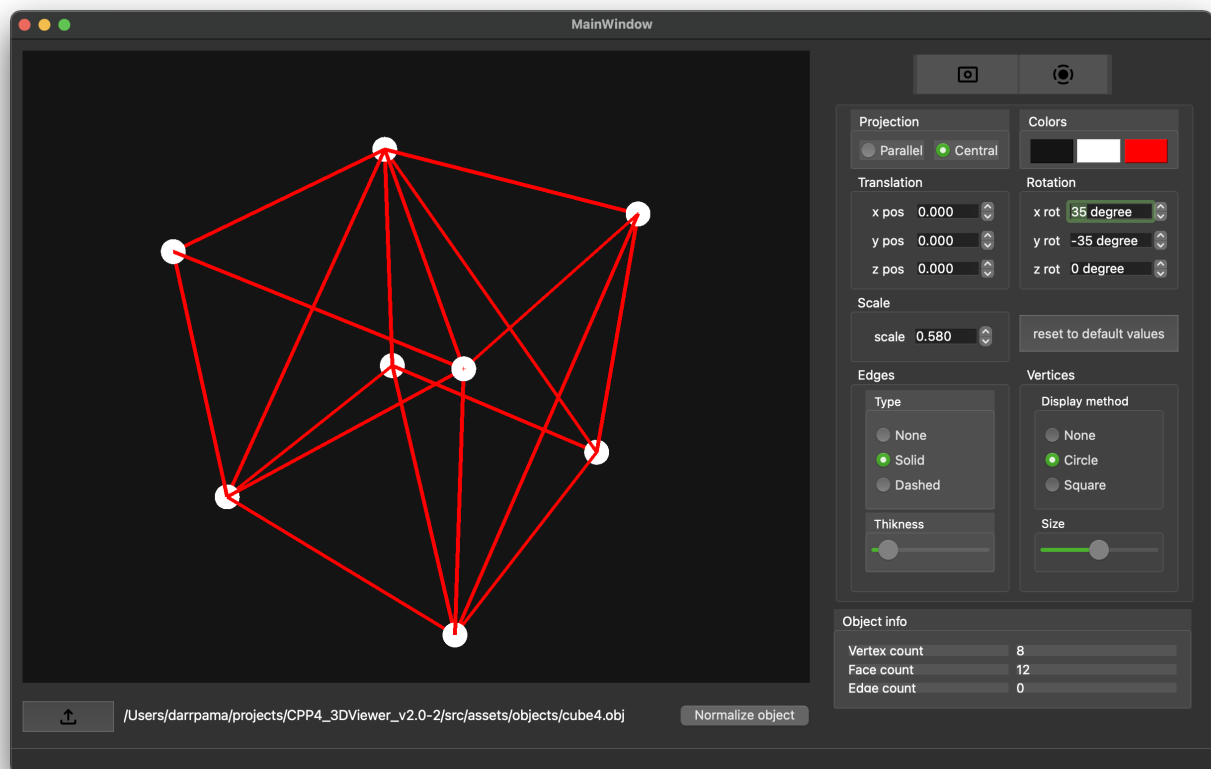 MainWindow
Projection
Parallel Central
Colors
Translation
x pos 0.000
y pos 0.000
z pos 0.000
Rotation
x rot 35 degree
y rot -35 degree
z rot 0 degree
Scale
scale 0.580
reset to default values
Edges
Type
None
Solid
Dashed
Thikness
Vertices
Display method
None
Circle
Square
Size
Object info
Vertex count 8
Face count 12
Edge count 0
/Users/darrpama/projects/CPP4_3DViewer_v2.0-2/src/assets/objects/cube4.obj
Normalize object